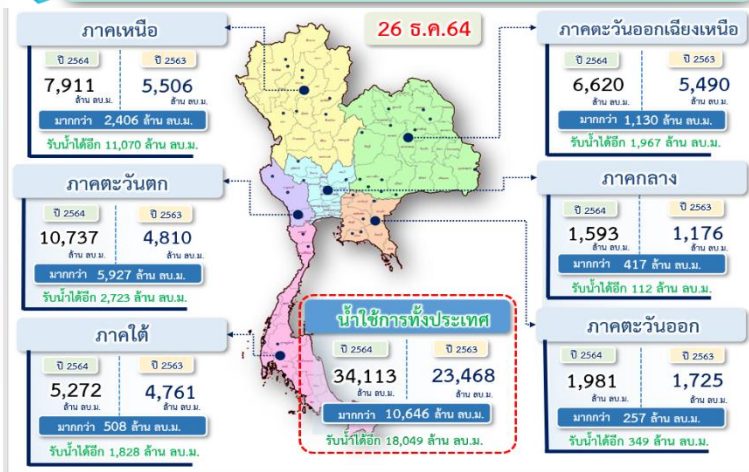 26 ธ.ค.64
ภาคเหนือ
ปี 2564 ปี 2563
7,911 5,506
ล้าน ลบ.ม. ล้าน ลบ.ม.
มากกว่า 2,406 ล้าน ลบ.ม.
รับน้ำได้อีก 11,070 ล้าน ลบ.ม.
ภาคตะวันออกเฉียงเหนือ
ปี 2564 ปี 2563
6,620 5,490
ล้าน ลบ.ม. ล้าน ลบ.ม.
มากกว่า 1,130 ล้าน ลบ.ม.
รับน้ำได้อีก 1,967 ล้าน ลบ.ม.
ภาคตะวันตก
ปี 2564 ปี 2563
10,737 4,810
ล้าน ลบ.ม. ล้าน ลบ.ม.
มากกว่า 5,927 ล้าน ลบ.ม.
รับน้ำได้อีก 2,723 ล้าน ลบ.ม.
ภาคกลาง
ปี 2564 ปี 2563
1,593 1,176
ล้าน ลบ.ม. ล้าน ลบ.ม.
มากกว่า 417 ล้าน ลบ.ม.
รับน้ำได้อีก 112 ล้าน ลบ.ม.
ภาคใต้
ปี 2564 ปี 2563
5,272 4,761
ล้าน ลบ.ม. ล้าน ลบ.ม.
มากกว่า 508 ล้าน ลบ.ม.
รับน้ำได้อีก 1,828 ล้าน ลบ.ม.
น้ำใช้การทั้งประเทศ
ปี 2564 ปี 2563
34,113 23,468
ล้าน ลบ.ม. ล้าน ลบ.ม.
มากกว่า 10,646 ล้าน ลบ.ม.
รับน้ำได้อีก 18,049 ล้าน ลบ.ม.
ภาคตะวันออก
ปี 2564 ปี 2563
1,981 1,725
ล้าน ลบ.ม. ล้าน ลบ.ม.
มากกว่า 257 ล้าน ลบ.ม.
รับน้ำได้อีก 349 ล้าน ลบ.ม.